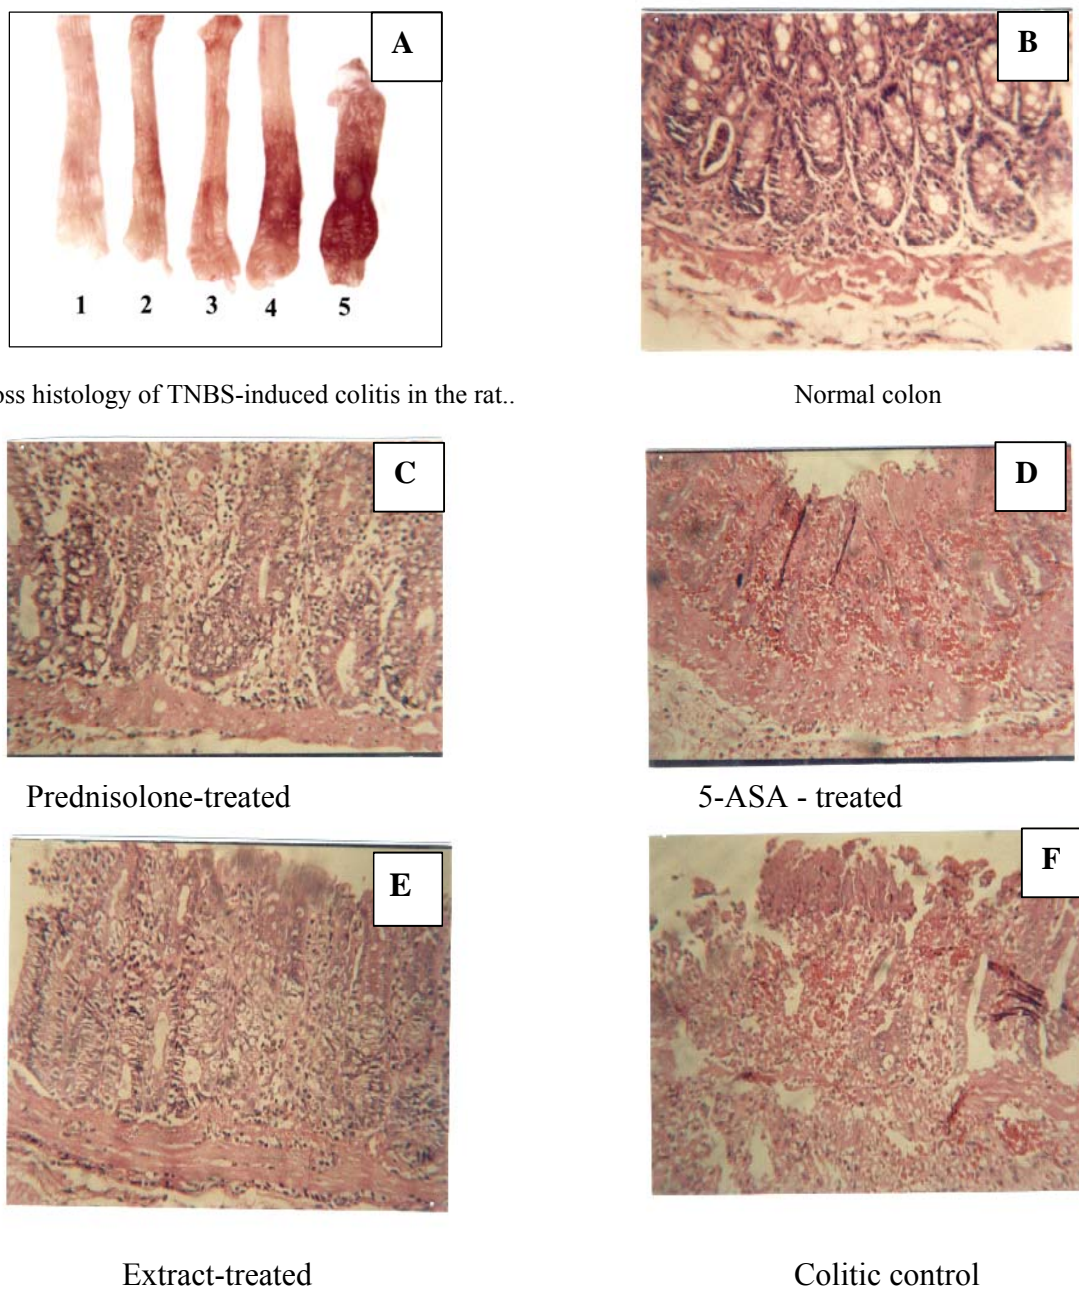 A
B
1 2 3 4 5
oss histology of TNBS-induced colitis in the rat..
Normal colon
C
D
Prednisolone-treated
5-ASA - treated
E
F
Extract-treated
Colitic control